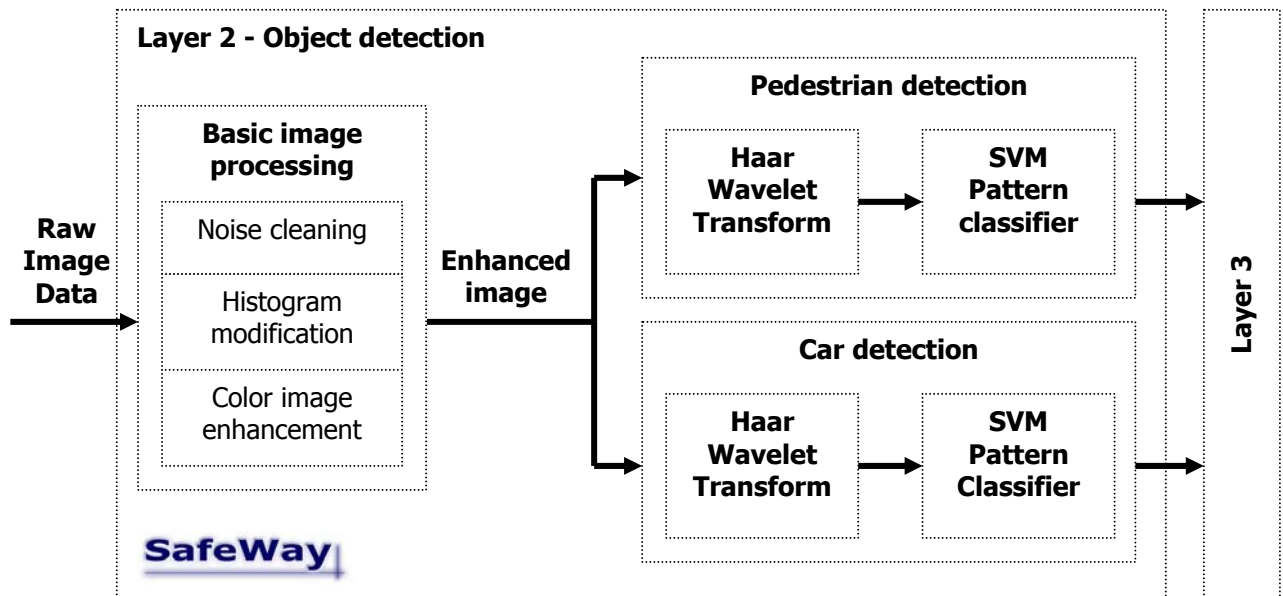 Layer 2 - Object detection
Raw
Image
Data
Basic image
processing
Noise cleaning
Histogram
modification
Color image
enhancement
Enhanced
image
Pedestrian detection
Haar
Wavelet
Transform
SVM
Pattern
classifier
Car detection
Haar
Wavelet
Transform
SVM
Pattern
Classifier
Layer 3
SafeWay